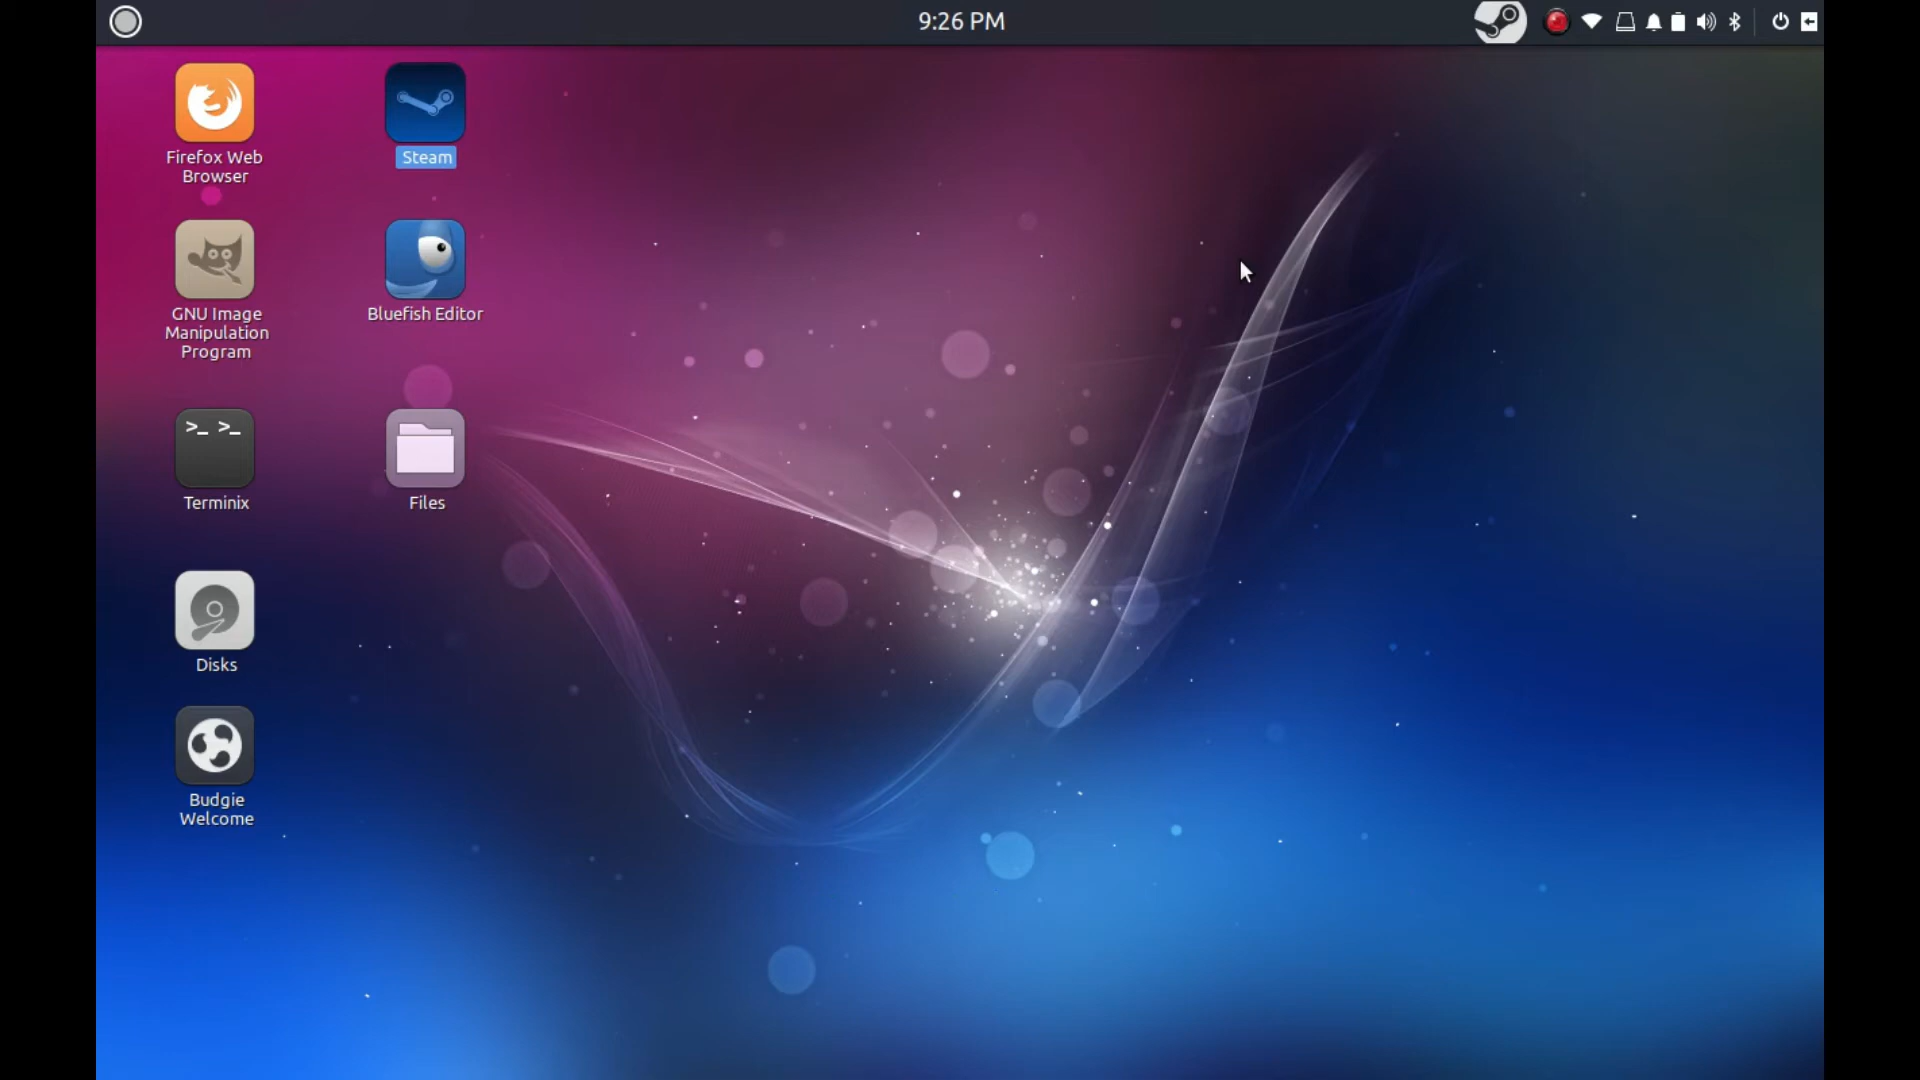 9:26 PM
Firefox Web
Browser
Steam
GNU Image
Manipulation
Program
Bluefish Editor
>_ >_
Terminix
Files
Disks
Budgie
Welcome